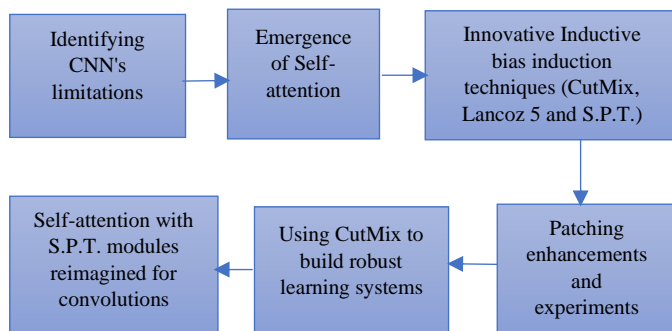 Identifying
CNN's
limitations
Emergence
of Self-
attention
Innovative Inductive
bias induction
techniques (CutMix,
Lancoz 5 and S.P.T.)
Patching
enhancements
and
experiments
Using CutMix to
build robust
learning systems
Self-attention with
S.P.T. modules
reimagined for
convolutions